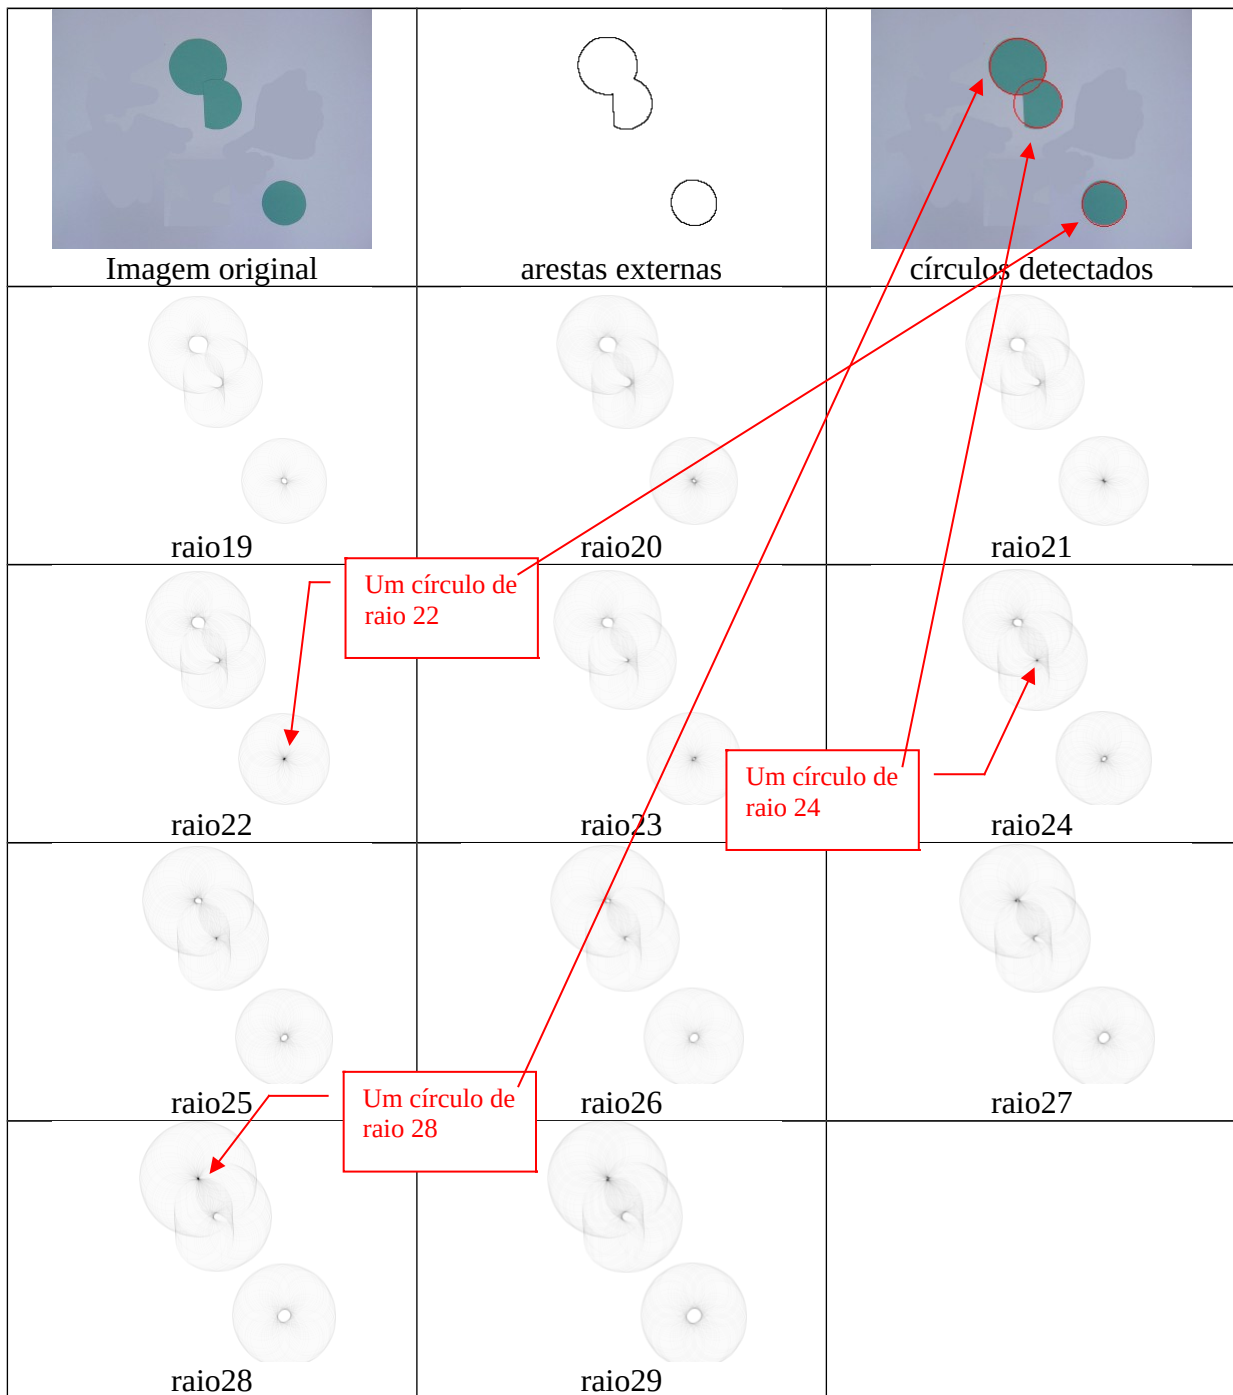 Imagem original
arestas externas
círculos detectados
raio19
raio20
raio21
Um círculo de
raio 22
raio22
raio23
Um círculo de
raio 24
raio24
raio25
Um círculo de
raio 28
raio26
raio27
raio28
raio29